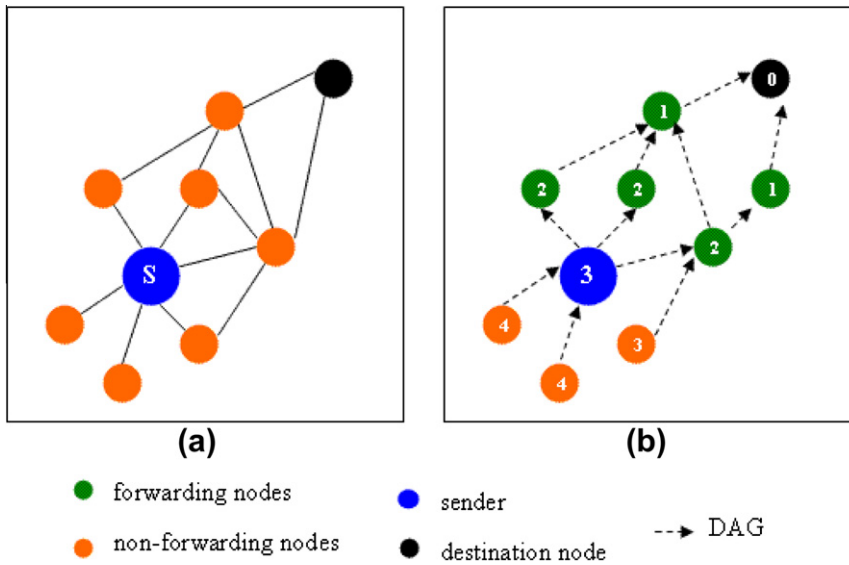 S
0
1
2
2
1
2
3
4
3
4
(a)
(b)
forwarding nodes
sender
DAG
non-forwarding nodes
destination node